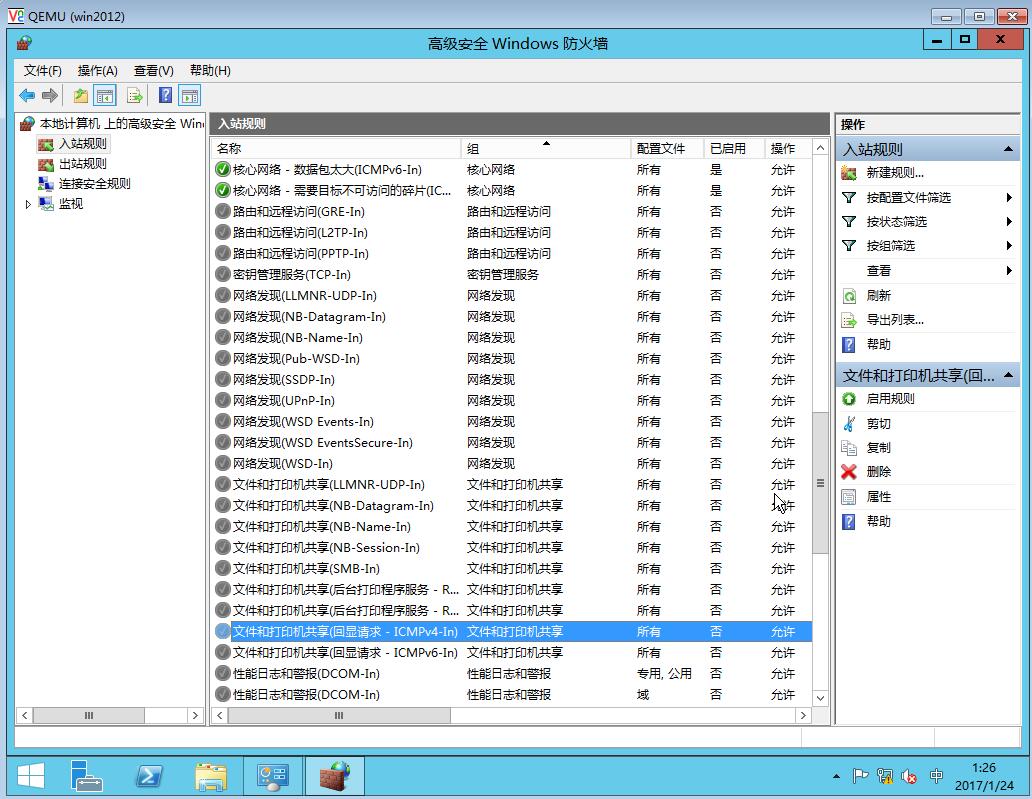 QEMU (win2012)
高级安全 Windows 防火墙
文件(F) 操作(A) 查看(V) 帮助(H)
本地计算机 上的高级安全 Win
入站规则
出站规则
连接安全规则
监视
入站规则
名称 组 配置文件 已启用 操作
核心网络 - 数据包太大(ICMPv6-In) 核心网络 所有 是 允许
核心网络 - 需要目标不可访问的碎片(IC... 核心网络 所有 是 允许
路由和远程访问(GRE-In) 路由和远程访问 所有 否 允许
路由和远程访问(L2TP-In) 路由和远程访问 所有 否 允许
路由和远程访问(PPTP-In) 路由和远程访问 所有 否 允许
密钥管理服务(TCP-In) 密钥管理服务 所有 否 允许
网络发现(LLMNR-UDP-In) 网络发现 所有 否 允许
网络发现(NB-Datagram-In) 网络发现 所有 否 允许
网络发现(NB-Name-In) 网络发现 所有 否 允许
网络发现(Pub-WSD-In) 网络发现 所有 否 允许
网络发现(SSDP-In) 网络发现 所有 否 允许
网络发现(UPnP-In) 网络发现 所有 否 允许
网络发现(WSD Events-In) 网络发现 所有 否 允许
网络发现(WSD EventsSecure-In) 网络发现 所有 否 允许
网络发现(WSD-In) 网络发现 所有 否 允许
文件和打印机共享(LLMNR-UDP-In) 文件和打印机共享 所有 否 允许
文件和打印机共享(NB-Datagram-In) 文件和打印机共享 所有 否 允许
文件和打印机共享(NB-Name-In) 文件和打印机共享 所有 否 允许
文件和打印机共享(NB-Session-In) 文件和打印机共享 所有 否 允许
文件和打印机共享(SMB-In) 文件和打印机共享 所有 否 允许
文件和打印机共享(后台打印程序服务 - R... 文件和打印机共享 所有 否 允许
文件和打印机共享(后台打印程序服务 - R... 文件和打印机共享 所有 否 允许
文件和打印机共享(回显请求 - ICMPv4-In) 文件和打印机共享 所有 否 允许
文件和打印机共享(回显请求 - ICMPv6-In) 文件和打印机共享 所有 否 允许
性能日志和警报(DCOM-In) 性能日志和警报 专用, 公用 否 允许
性能日志和警报(DCOM-In) 性能日志和警报 域 否 允许
操作
入站规则
新建规则...
按配置文件筛选
按状态筛选
按组筛选
查看
刷新
导出列表...
帮助
文件和打印机共享(回...
启用规则
剪切
复制
删除
属性
帮助
中
1:26
2017/1/24